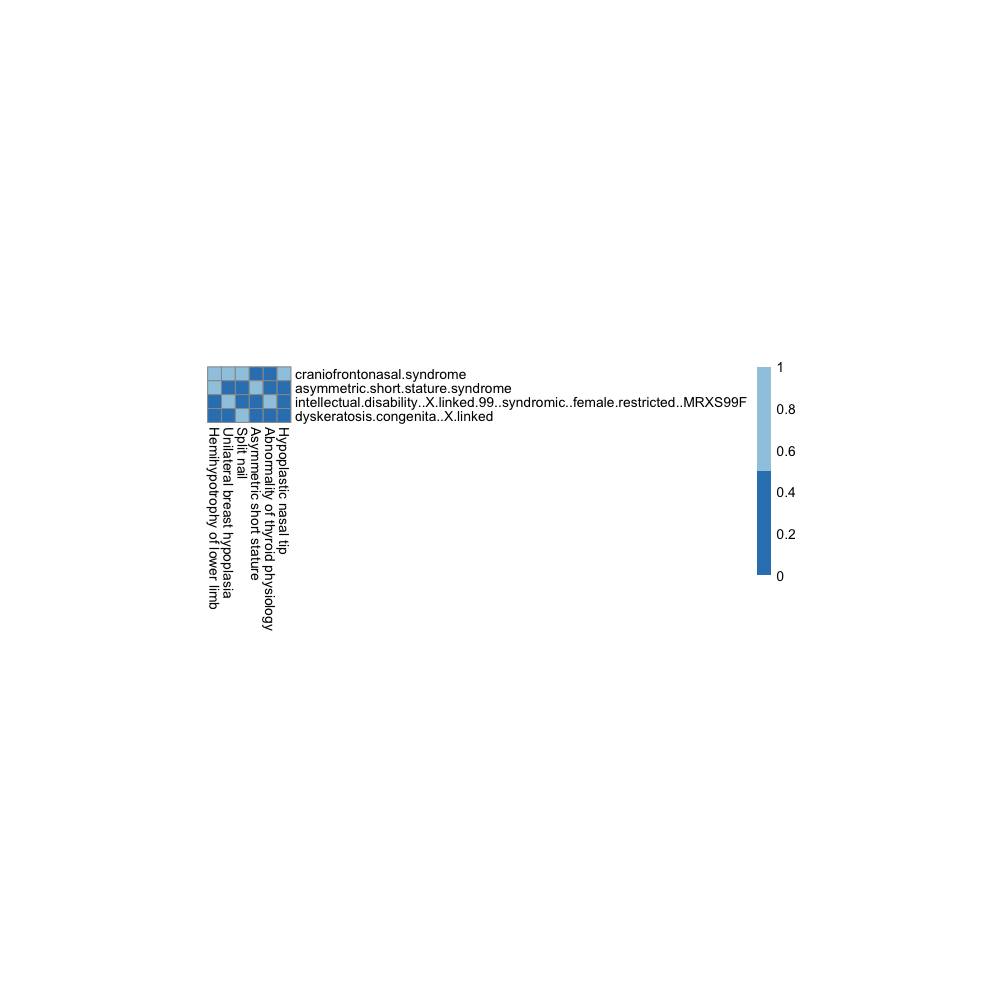 craniofrontonasal.syndrome
asymmetric.short.stature.syndrome
intellectual.disability..X.linked.99..syndromic..female.restricted..MRXS99F
dyskeratosis.congenita..X.linked
Hemihypotrophy of lower limb
Unilateral breast hypoplasia
Split nail
Asymmetric short stature
Abnormality of thyroid physiology
Hypoplastic nasal tip
1
0.8
0.6
0.4
0.2
0